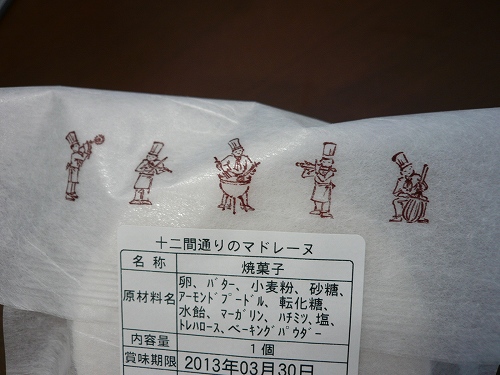 十二間通りのマドレーヌ
名称 焼菓子
原材料名 卵、バター、小麦粉、砂糖、
アーモンドプードル、転化糖、
水飴、マーガリン、ハチミツ、塩、
トレハロース、ベーキングパウダー
内容量 1個
賞味期限 2013年03月30日